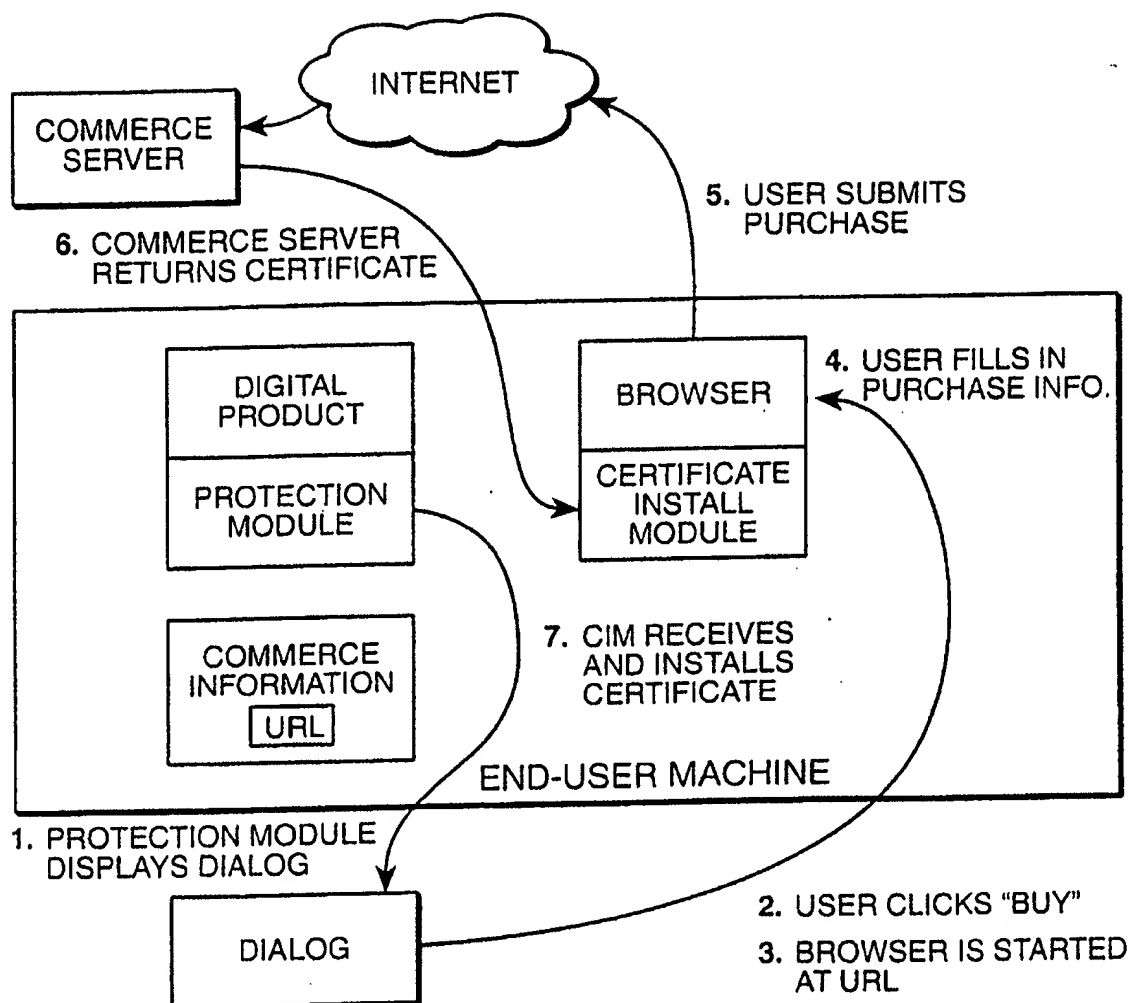 INTERNET
COMMERCE
SERVER
5. USER SUBMITS
PURCHASE
6. COMMERCE SERVER
RETURNS CERTIFICATE
DIGITAL
PRODUCT
PROTECTION
MODULE
BROWSER
CERTIFICATE
INSTALL
MODULE
4. USER FILLS IN
PURCHASE INFO.
COMMERCE
INFORMATION
URL
7. CIM RECEIVES
AND INSTALLS
CERTIFICATE
END-USER MACHINE
1. PROTECTION MODULE
DISPLAYS DIALOG
DIALOG
2. USER CLICKS “BUY”
3. BROWSER IS STARTED
AT URL